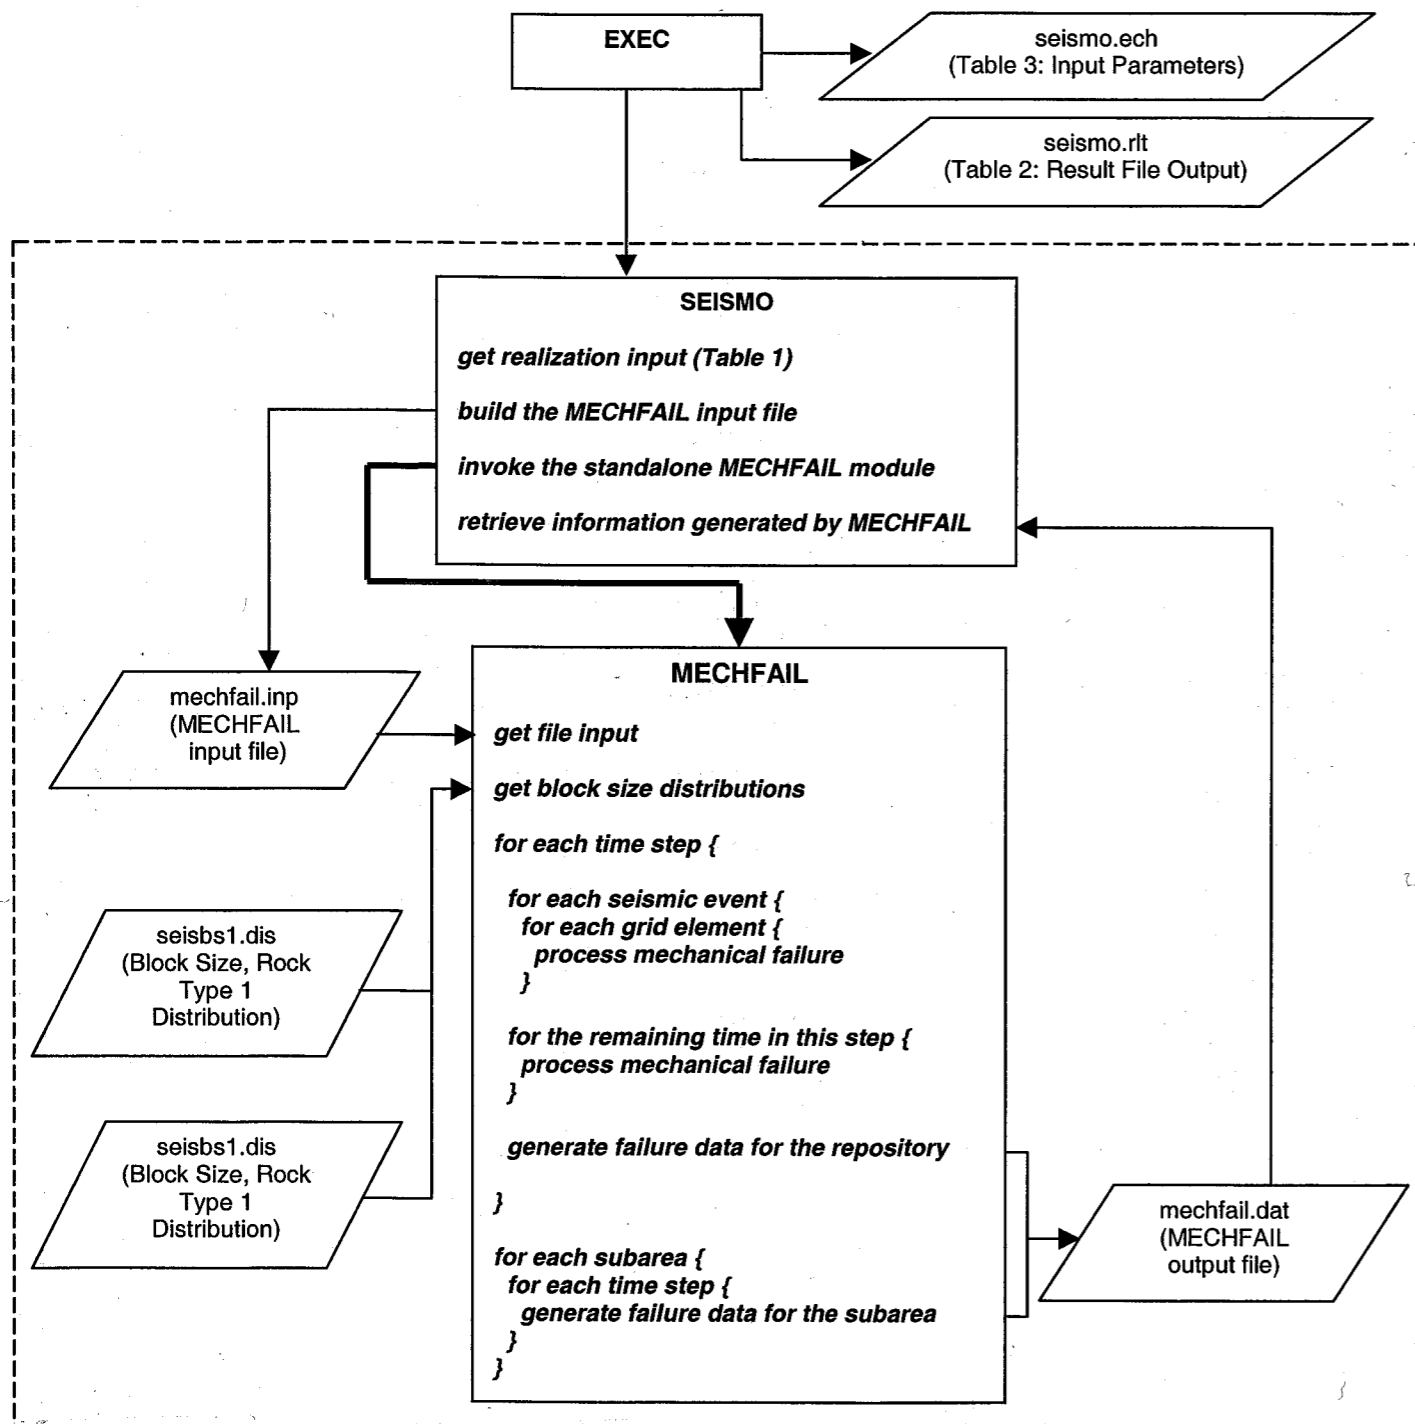 EXEC
seismo.ech
(Table 3: Input Parameters)
seismo.rlt
(Table 2: Result File Output)
SEISMO
get realization input (Table 1)
build the MECHFAIL input file
invoke the standalone MECHFAIL module
retrieve information generated by MECHFAIL
mechfail.inp
(MECHFAIL
input file)
MECHFAIL
get file input
get block size distributions
for each time step {
for each seismic event {
for each grid element {
process mechanical failure
}
for the remaining time in this step {
process mechanical failure
}
generate failure data for the repository
}
for each subarea {
for each time step {
generate failure data for the subarea
}
}
seisbs1.dis
(Block Size, Rock
Type 1
Distribution)
seisbs1.dis
(Block Size, Rock
Type 1
Distribution)
mechfail.dat
(MECHFAIL
output file)